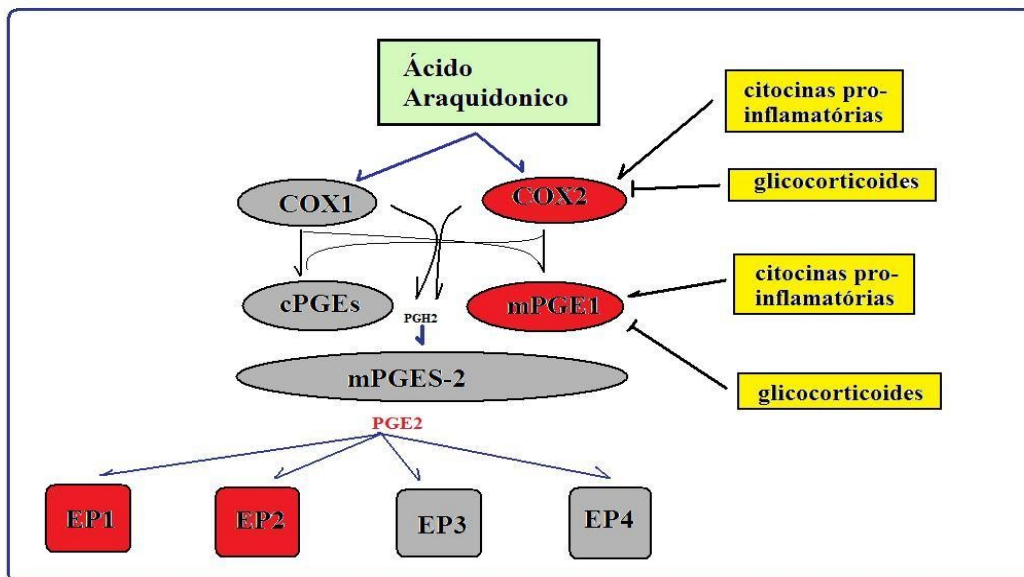 Ácido
Araquidonico
citocinas pro-
inflamatórias
glicocorticoides
COX1
COX2
citocinas pro-
inflamatórias
cPGEs
PGH2
mPGE1
mPGES-2
glicocorticoides
PGE2
EP1
EP2
EP3
EP4